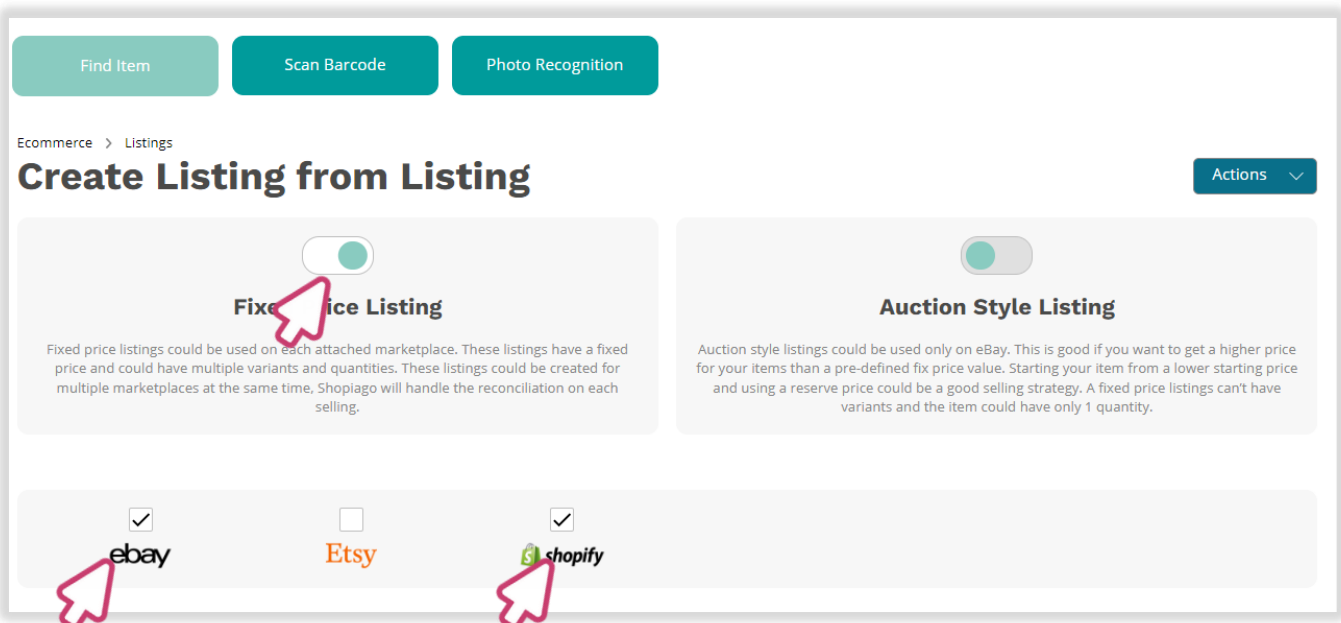 Find Item
Scan Barcode
Photo Recognition
Ecommerce > Listings
Create Listing from Listing
Actions
Fixed Price Listing
Fixed price listings could be used on each attached marketplace. These listings have a fixed
price and could have multiple variants and quantities. These listings could be created for
multiple marketplaces at the same time, Shopiago will handle the reconciliation on each
selling.
Auction Style Listing
Auction style listings could be used only on eBay. This is good if you want to get a higher price
for your items than a pre-defined fix price value. Starting your item from a lower starting price
and using a reserve price could be a good selling strategy. A fixed price listings can't have
variants and the item could have only 1 quantity.
ebay
Etsy
shopify